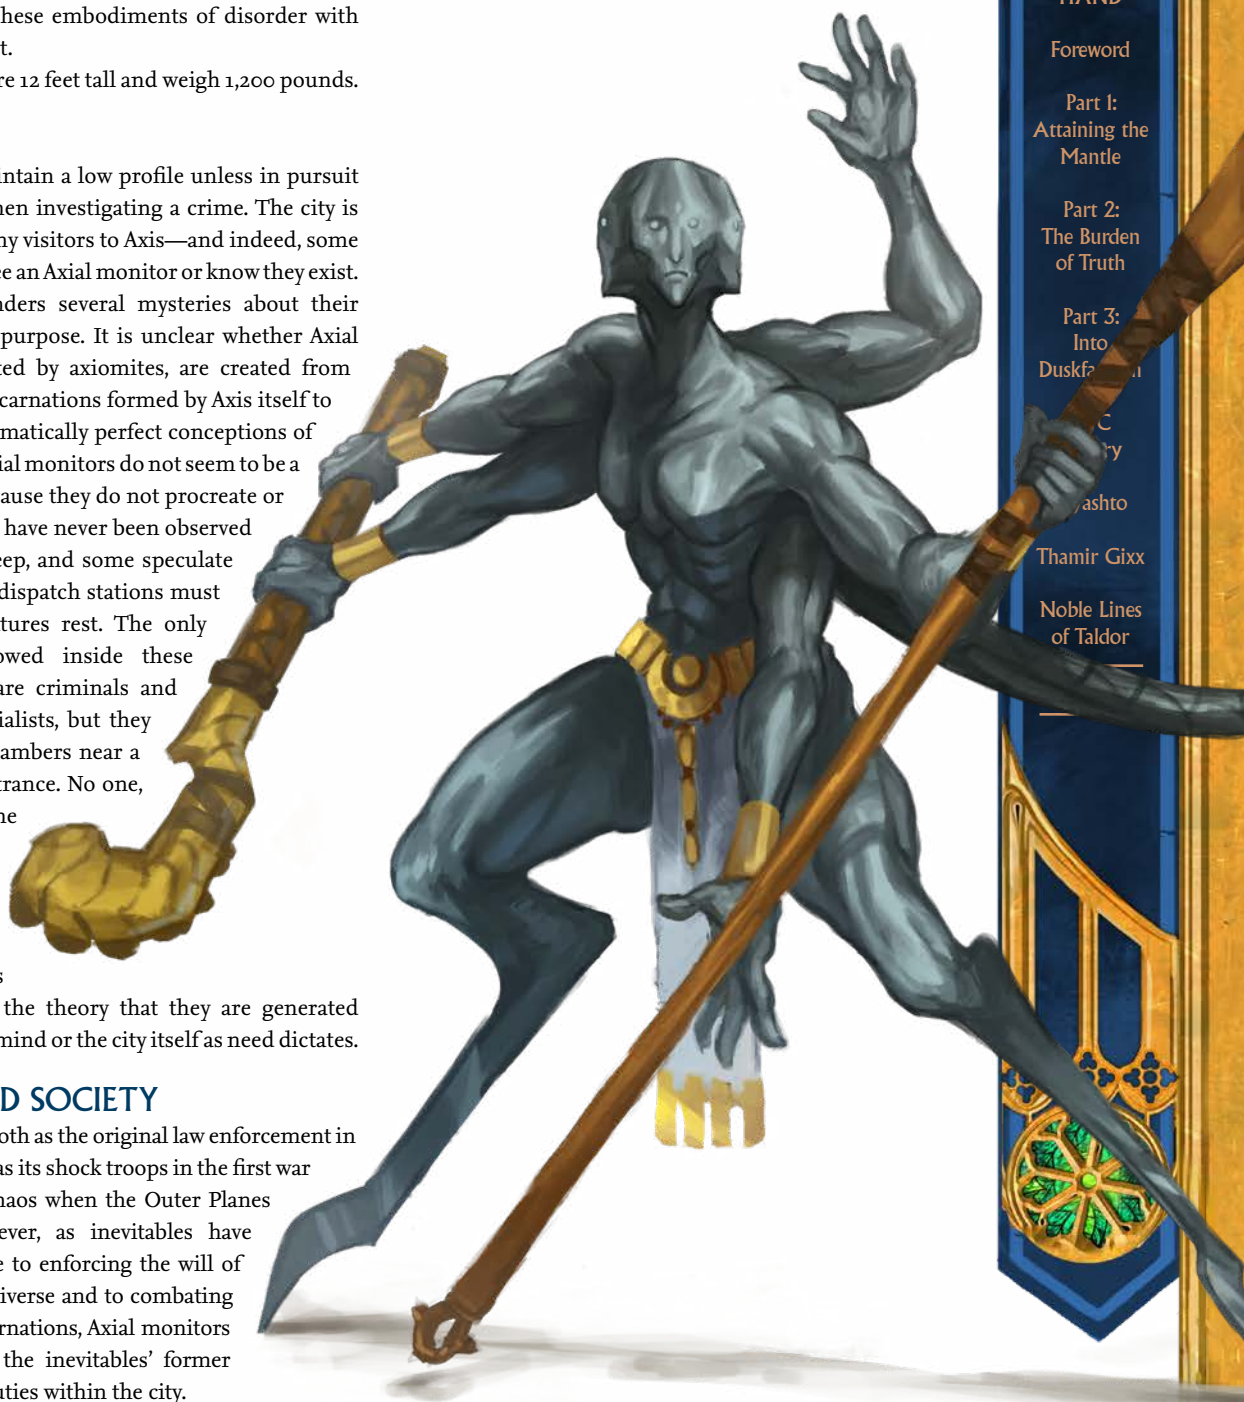 hese embodiments of disorder with
t.
re 12 feet tall and weigh 1,200 pounds.
intain a low profile unless in pursuit
hen investigating a crime. The city is
ny visitors to Axis—and indeed, some
ee an Axial monitor or know they exist.
nders several mysteries about their
purpose. It is unclear whether Axial
ted by axiomites, are created from
carnations formed by Axis itself to
matically perfect conceptions of
ial monitors do not seem to be a
ause they do not procreate or
have never been observed
eep, and some speculate
dispatch stations must
tures rest. The only
owed inside these
are criminals and
ialists, but they
ambers near a
trance. No one,
ne
s
the theory that they are generated
mind or the city itself as need dictates.
D SOCIETY
oth as the original law enforcement in
as its shock troops in the first war
haos when the Outer Planes
ever, as inevitables have
e to enforcing the will of
iverse and to combating
rnations, Axial monitors
the inevitables' former
uties within the city.
HAND
Foreword
Part 1:
Attaining the
Mantle
Part 2:
The Burden
of Truth
Part 3:
Into
Thamir Gixx
Noble Lines
of Taldor